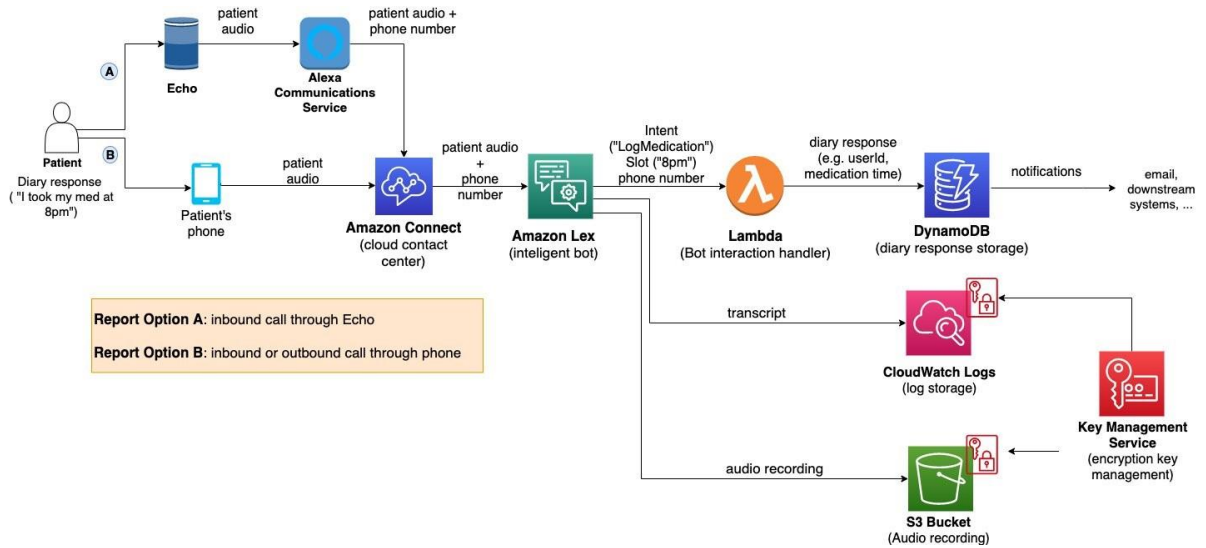 patient
audio
patient audio +
phone number
A
Echo
Alexa
Communications
Service
B
Patient
Diary response
( "I took my med at
8pm")
Patient's
phone
patient
audio
Amazon Connect
(cloud contact
center)
patient audio
+
phone
number
Amazon Lex
(inteligent bot)
Intent
("LogMedication")
Slot ("8pm")
phone number
Lambda
(Bot interaction handler)
diary response
(e.g. userId,
medication time)
DynamoDB
(diary response storage)
notifications
email,
downstream
systems, ...
Report Option A: inbound call through Echo
Report Option B: inbound or outbound call through phone
transcript
CloudWatch Logs
(log storage)
Key Management
Service
(encryption key
management)
audio recording
S3 Bucket
(Audio recording)